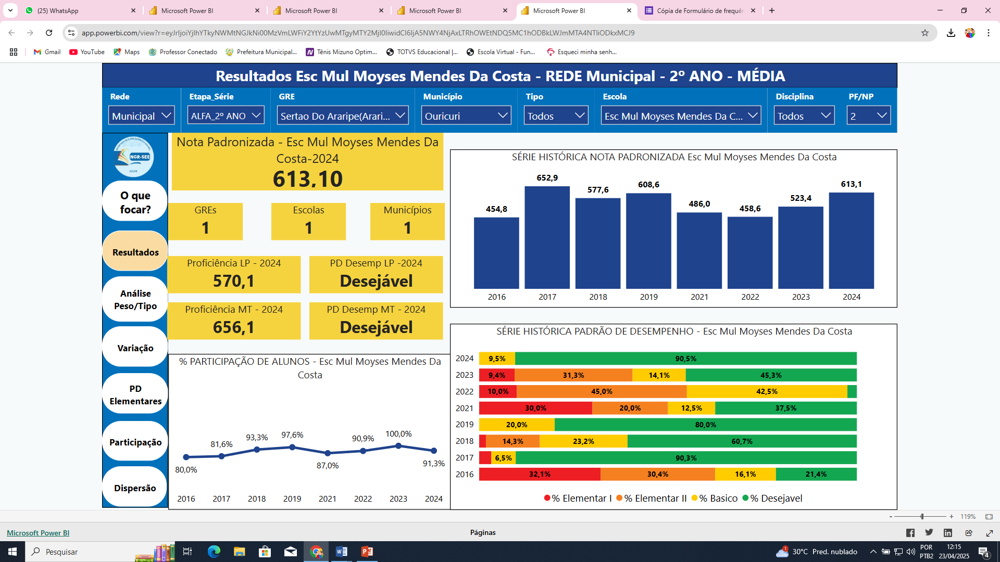 (25) WhatsApp
Microsoft Power BI
Microsoft Power BI
Microsoft Power BI
Microsoft Power BI
Cópia de Formulário de frequên
app.powerbi.com/view?r=eyJrIjoiYjlhYTkyNWMtNGJkNi00MzVmLWFiY2YtYzUwMTgyMTY2MjI0IiwidCI6IjA5NWY4NjAxLTRhOWEtNDQ5MC1hODBkLWJmMTA4NTIiODkxMCJ9
Gmail
YouTube
Maps
Professor Conectado
Prefeitura Municipal...
Tênis Mizuno Optim...
TOTVS Educacional |...
Escola Virtual - Fun...
Esqueci minha senh...
Resultados Esc Mul Moyses Mendes Da Costa - REDE Municipal - 2º ANO - MÉDIA
Rede
Etapa_Série
GRE
Município
Tipo
Escola
Disciplina
PF/NP
Municipal
ALFA_2º ANO
Sertao Do Araripe(Arari...
Ouricuri
Todos
Esc Mul Moyses Mendes Da C...
Todos
2
NGR-SEE
O que
focar?
Resultados
Análise
Peso/Tipo
Variação
PD
Elementares
Participação
Dispersão
Nota Padronizada - Esc Mul Moyses Mendes Da
Costa-2024
613,10
GREs
1
Escolas
1
Municípios
1
Proficiência LP - 2024
570,1
PD Desemp LP -2024
Desejável
Proficiência MT - 2024
656,1
PD Desemp MT - 2024
Desejável
% PARTICIPAÇÃO DE ALUNOS - Esc Mul Moyses Mendes Da
Costa
80,0%
81,6%
93,3%
97,6%
87,0%
90,9%
100,0%
91,3%
2016
2017
2018
2019
2021
2022
2023
2024
SÉRIE HISTÓRICA NOTA PADRONIZADA Esc Mul Moyses Mendes Da Costa
454,8
652,9
577,6
608,6
486,0
458,6
523,4
613,1
2016
2017
2018
2019
2021
2022
2023
2024
SÉRIE HISTÓRICA PADRÃO DE DESEMPENHO - Esc Mul Moyses Mendes Da Costa
2024 9,5% 90,5%
2023 9,4% 31,3% 14,1% 45,3%
2022 10,0% 45,0% 42,5%
2021 30,0% 20,0% 12,5% 37,5%
2019 20,0% 80,0%
2018 14,3% 23,2% 60,7%
2017 6,5% 90,3%
2016 32,1% 30,4% 16,1% 21,4%
% Elementar I % Elementar II % Basico % Desejavel
- + 119%
Microsoft Power BI
Páginas
Pesquisar
30°C Pred. nublado
POR
PTB2
12:15
23/04/2025
4